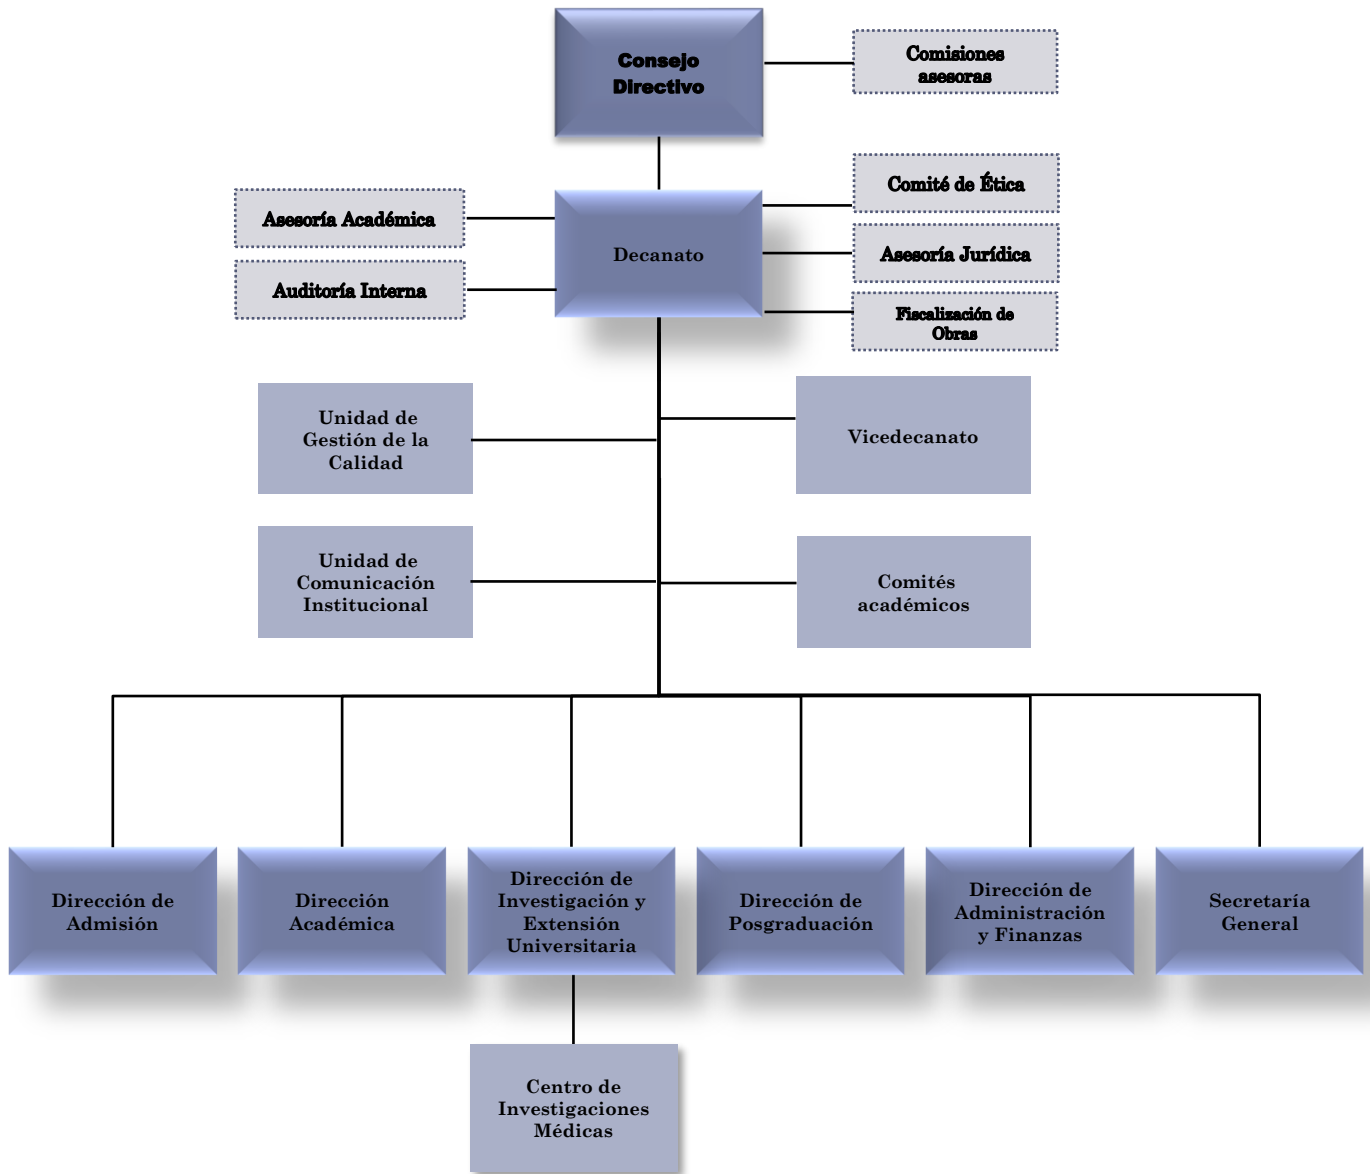 Consejo
Directivo
Comisiones
asesoras
Comité de Ética
Asesoría Académica
Decanato
Asesoría Jurídica
Auditoría Interna
Fiscalización de
Obras
Unidad de
Gestión de la
Calidad
Vicedecanato
Unidad de
Comunicación
Institucional
Comités
académicos
Dirección de
Admisión
Dirección
Académica
Dirección de
Investigación y
Extensión
Universitaria
Dirección de
Posgraduación
Dirección de
Administración
y Finanzas
Secretaría
General
Centro de
Investigaciones
Médicas